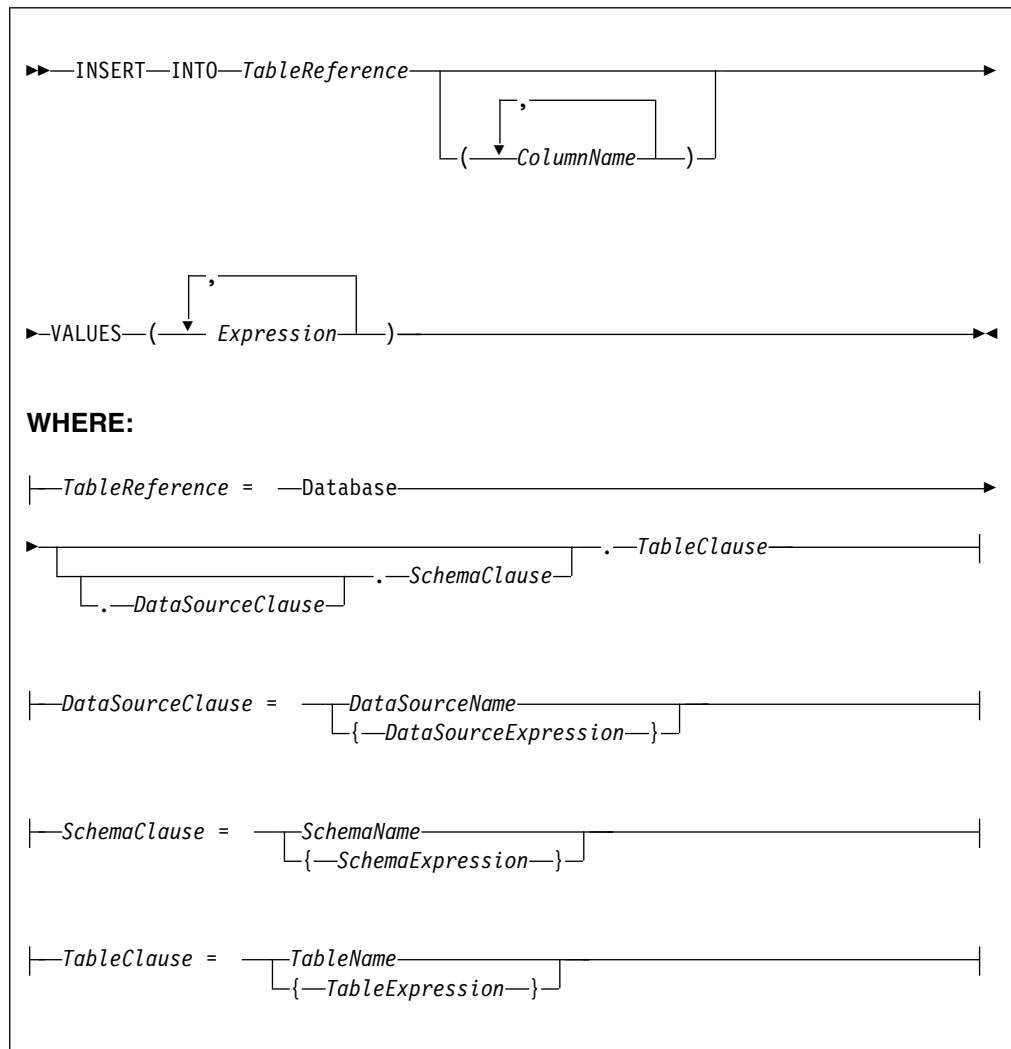 INSERT INTO TableReference
,
( ColumnName )
,
VALUES ( Expression )
WHERE:
TableReference = Database
. TableClause
. SchemaClause
. DataSourceClause
DataSourceClause = DataSourceName
{ DataSourceExpression }
SchemaClause = SchemaName
{ SchemaExpression }
TableClause = TableName
{ TableExpression }